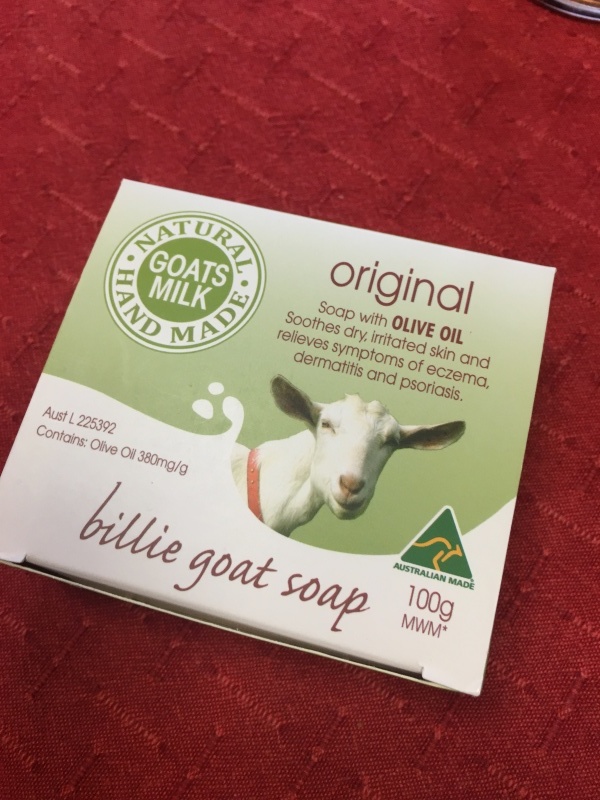 NATURAL
GOATS
MILK
HAND MADE
original
Soap with OLIVE OIL
Soothes dry, irritated skin and
relieves symptoms of eczema,
dermatitis and psoriasis.
Aust L 225392
Contains: Olive Oil 380mg/g
billie goat soap
AUSTRALIAN MADE
100g
MWM*